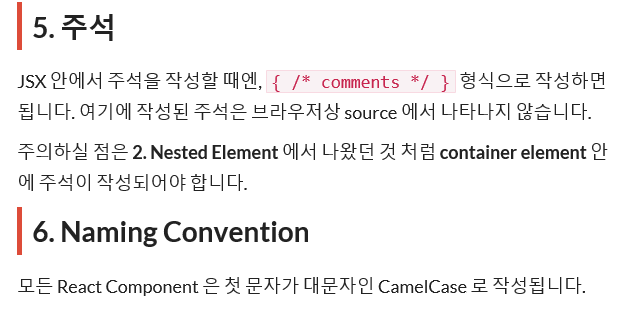 5. 주석
JSX 안에서 주석을 작성할 때엔, { /* comments */ } 형식으로 작성하면
됩니다. 여기에 작성된 주석은 브라우저상 source 에서 나타나지 않습니다.
주의하실 점은 2. Nested Element 에서 나왔던 것 처럼 container element 안
에 주석이 작성되어야 합니다.
6. Naming Convention
모든 React Component 은 첫 문자가 대문자인 CamelCase 로 작성됩니다.